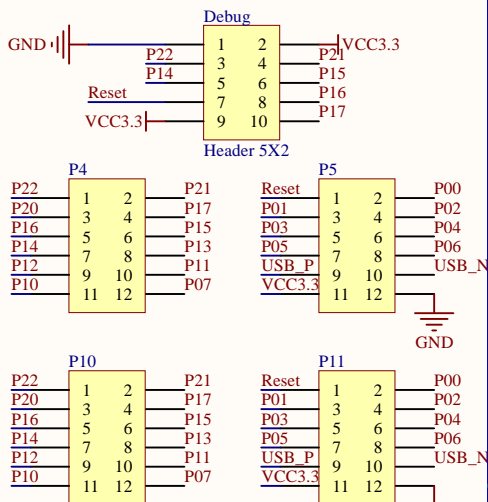 Debug
GND 1 2 VCC3.3
P22 3 4 P21
P14 5 6 P15
Reset 7 8 P16
VCC3.3 9 10 P17
Header 5X2
P4 P5
P22 1 2 P21 Reset 1 2 P00
P20 3 4 P17 P01 3 4 P02
P16 5 6 P15 P03 5 6 P04
P14 7 8 P13 P05 7 8 P06
P12 9 10 P11 USB_P 9 10 USB_N
P10 11 12 P07 VCC3.3 11 12
GND
P10 P11
P22 1 2 P21 Reset 1 2 P00
P20 3 4 P17 P01 3 4 P02
P16 5 6 P15 P03 5 6 P04
P14 7 8 P13 P05 7 8 P06
P12 9 10 P11 USB_P 9 10 USB_N
P10 11 12 P07 VCC3.3 11 12